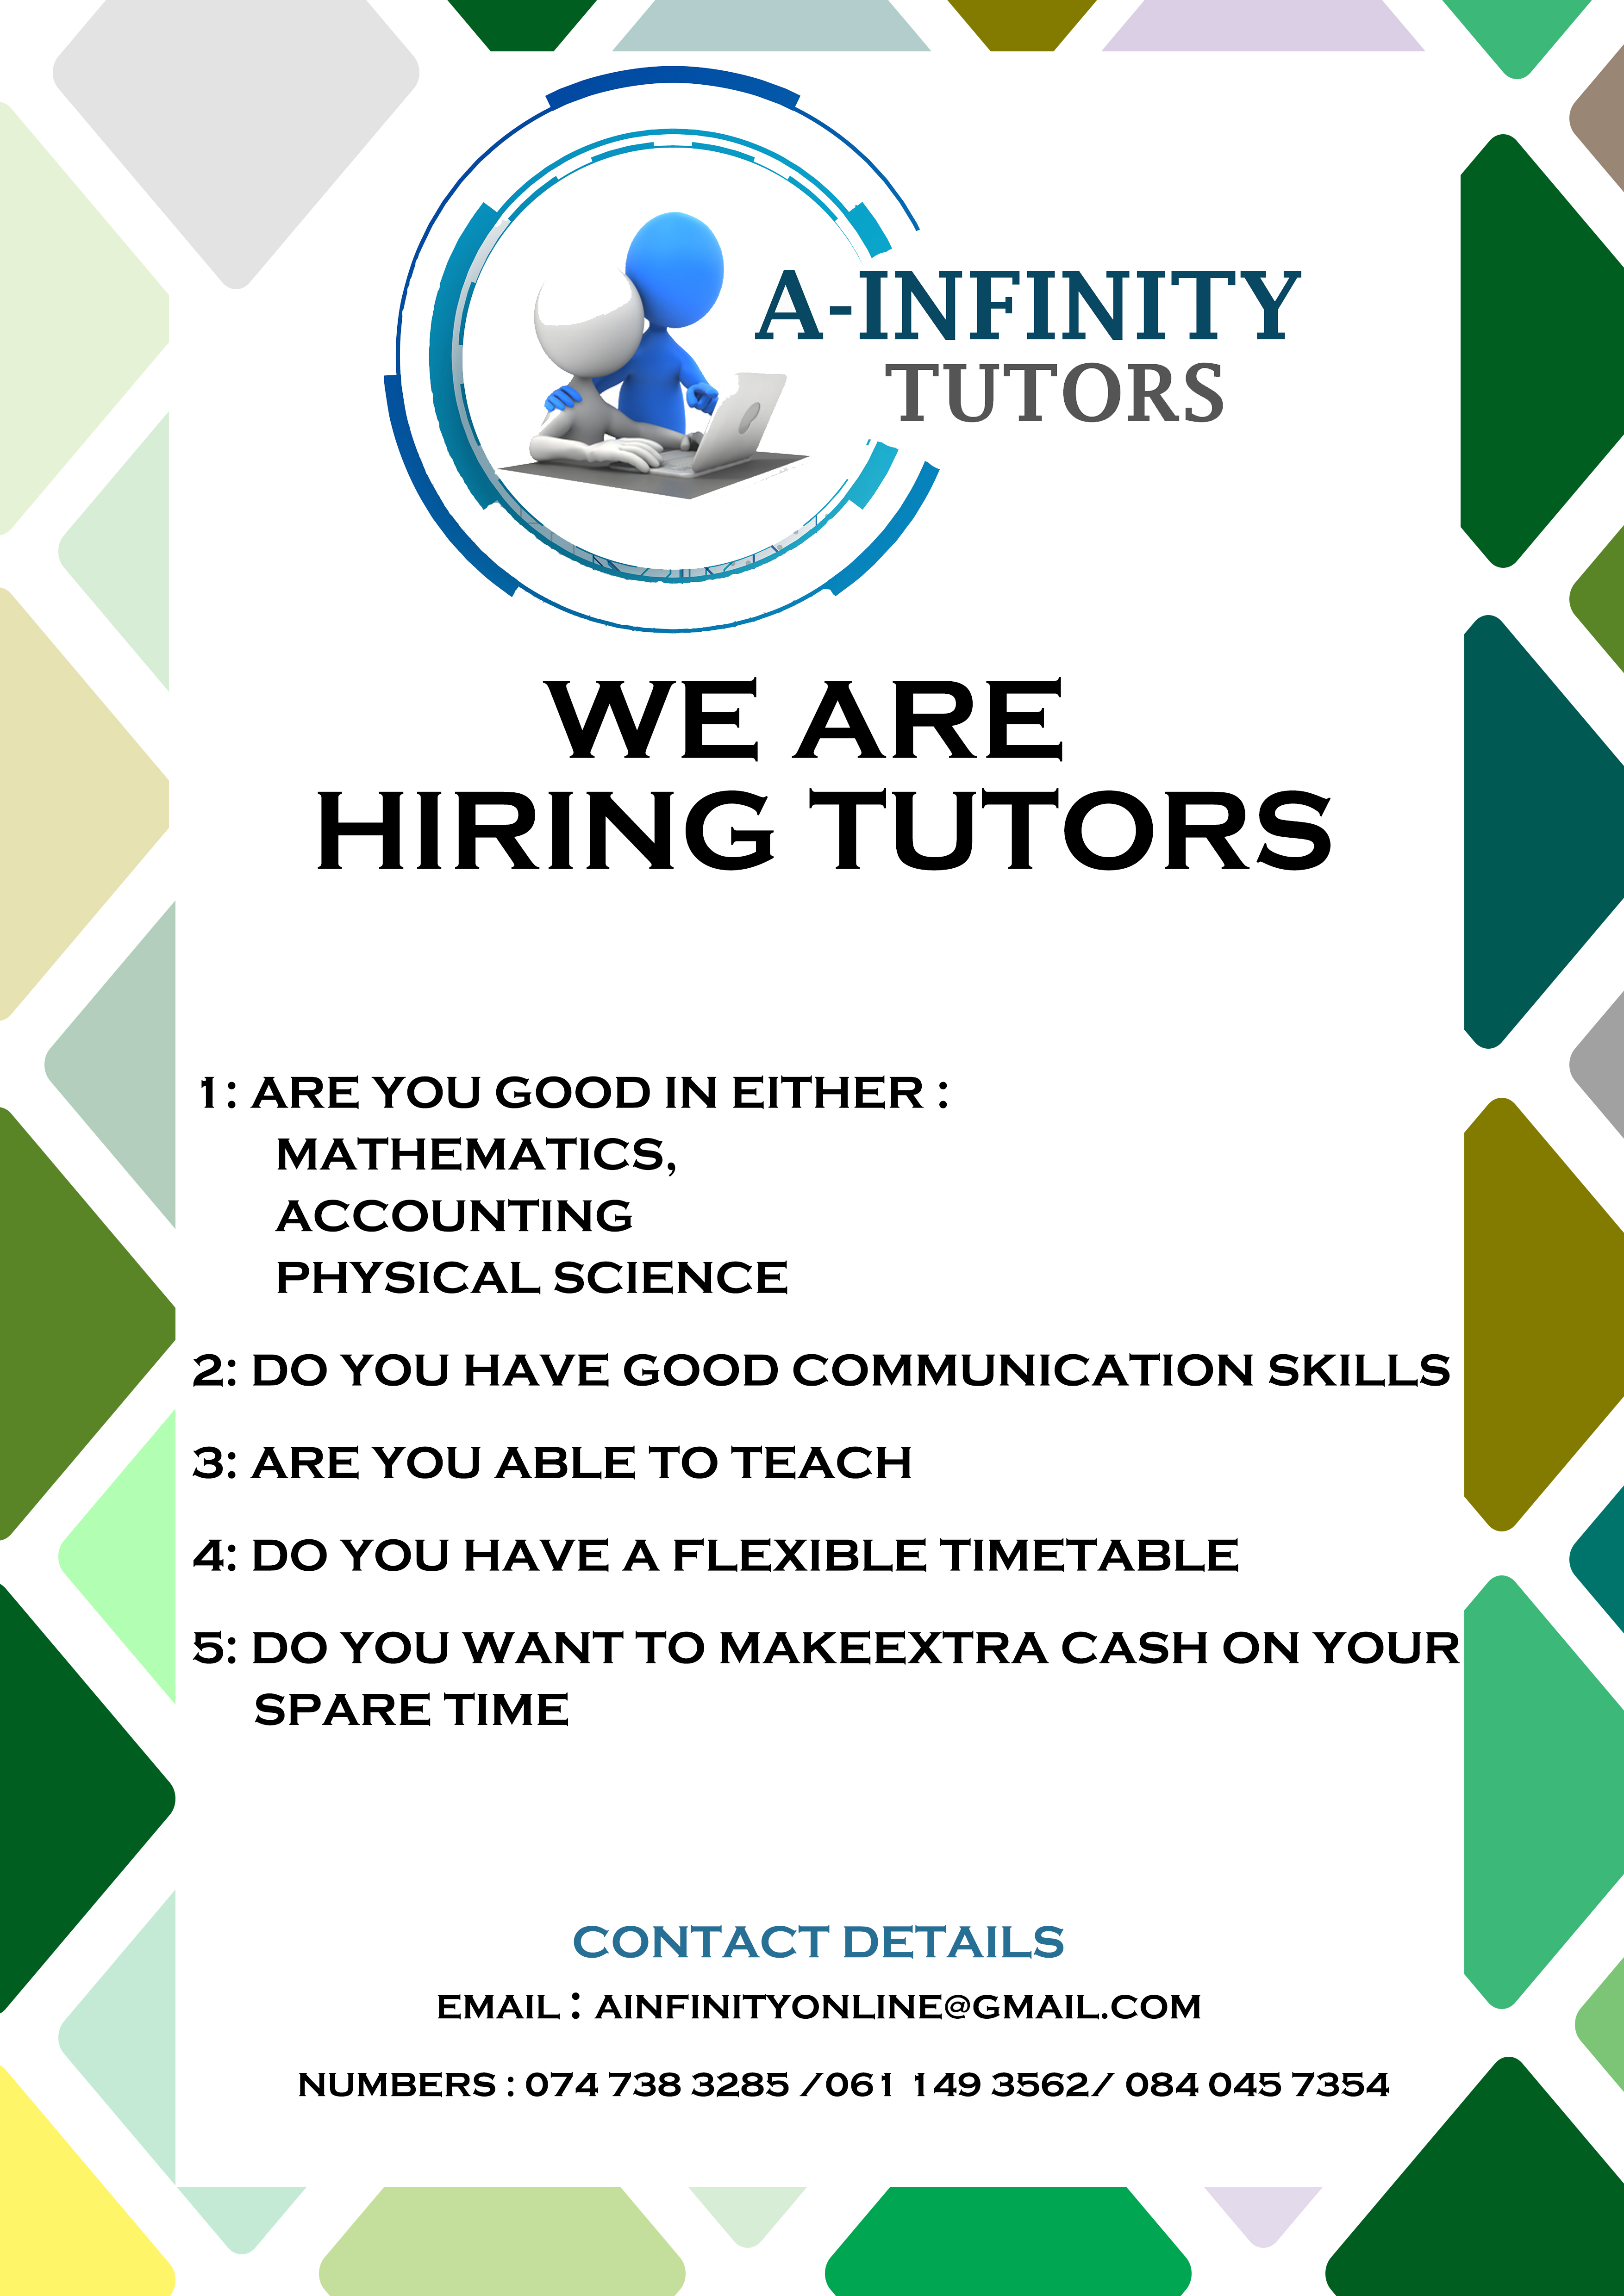 A-INFINITY
TUTORS
WE ARE
HIRING TUTORS
1: ARE YOU GOOD IN EITHER :
MATHEMATICS,
ACCOUNTING
PHYSICAL SCIENCE
2: DO YOU HAVE GOOD COMMUNICATION SKILLS
3: ARE YOU ABLE TO TEACH
4: DO YOU HAVE A FLEXIBLE TIMETABLE
5: DO YOU WANT TO MAKEEXTRA CASH ON YOUR
SPARE TIME
CONTACT DETAILS
EMAIL : AINFINITYONLINE@GMAIL.COM
NUMBERS : 074 738 3285 /061 149 3562/ 084 045 7354